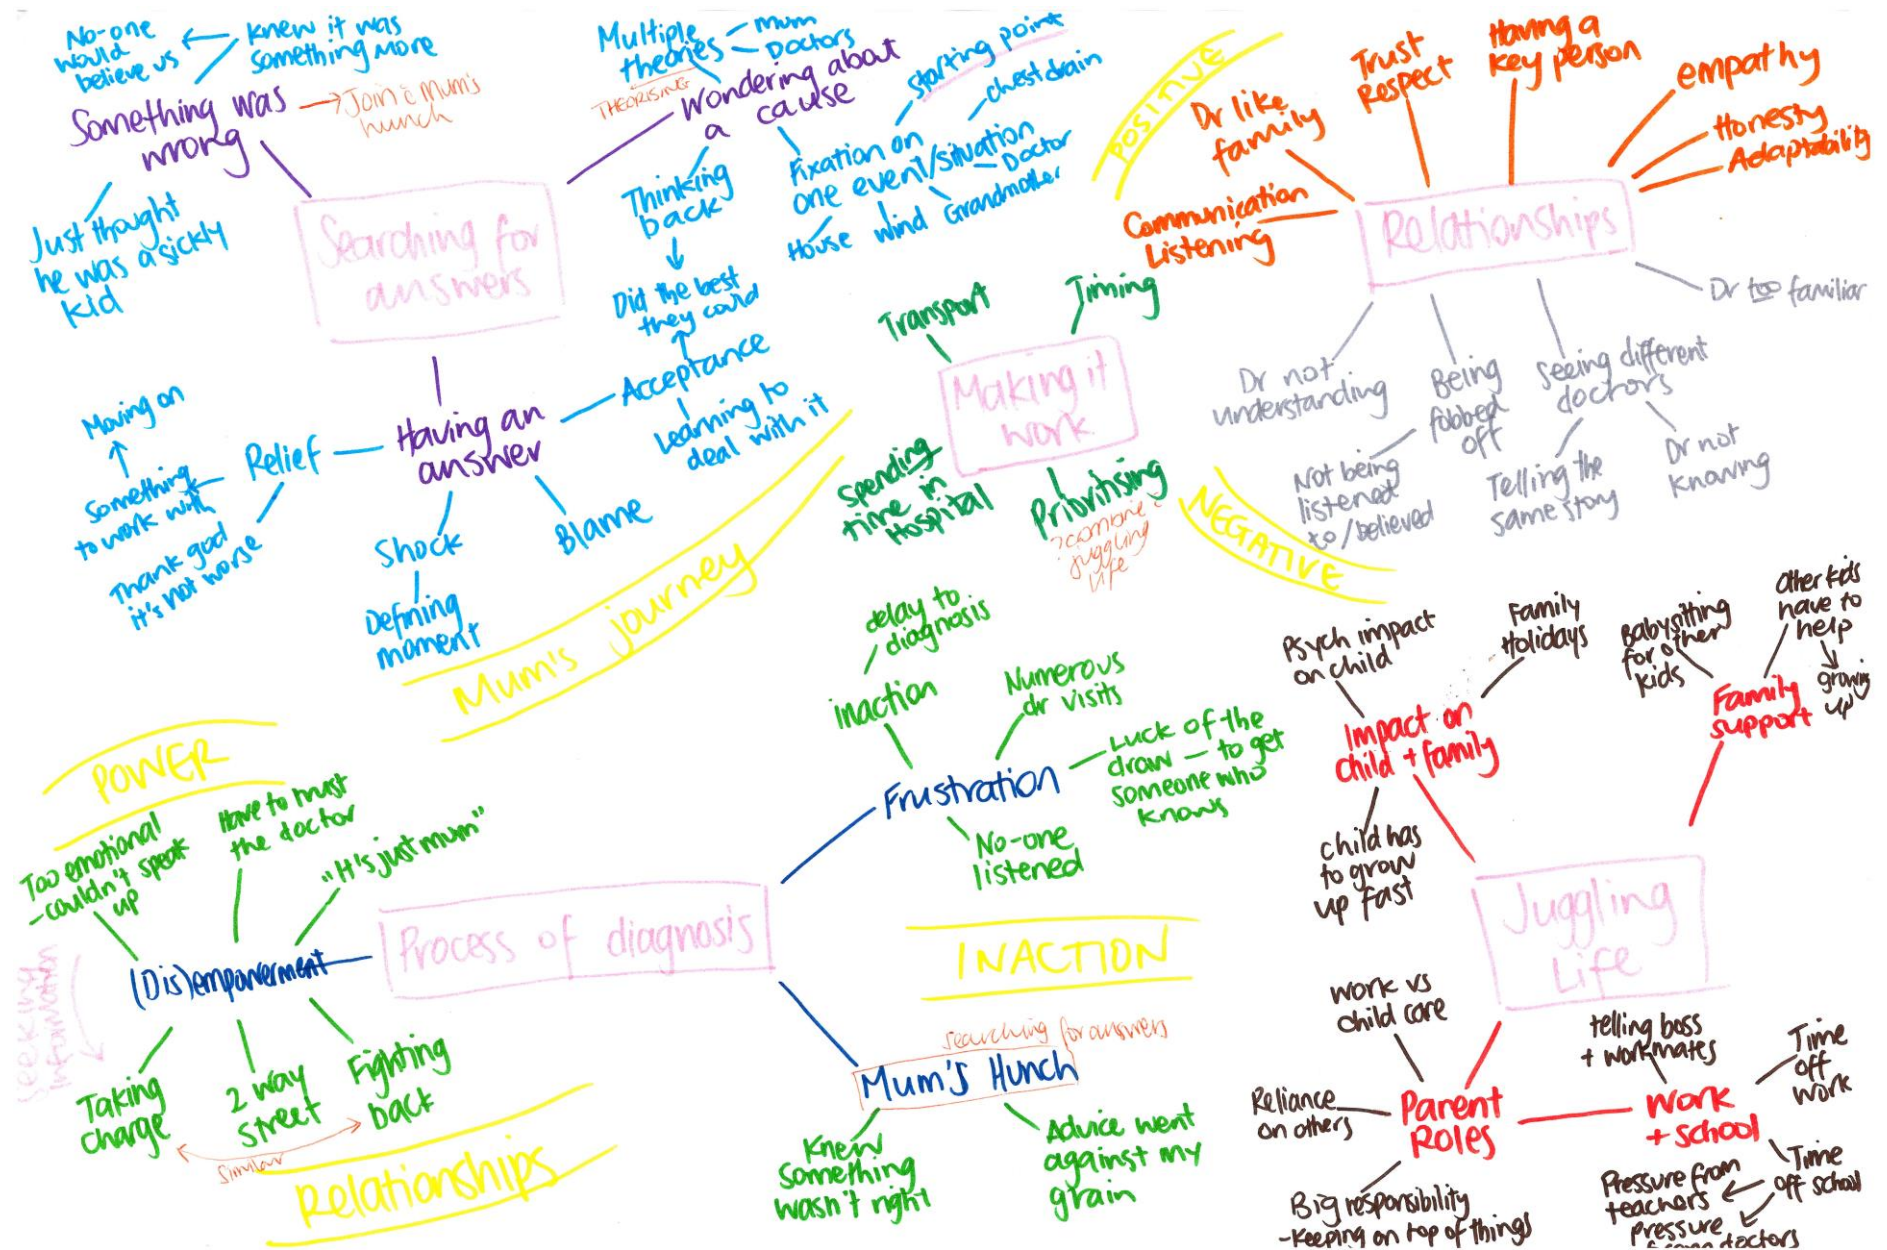 No-one
would
believe us
knew it was
something more
Something was
wrong
Join c Mum's
hunch
Just thought
he was a sickly
kid
Searching for
answers
Multiple
theories
mum
Doctors
THEORISING
Wondering about
a cause
starting point
chest drain
Fixation on
one event/situation
Doctor
Grandmother
wind
House
Thinking
back
Did the best
they could
Acceptance
Learning to
deal with it
Having an
answer
Relief
Moving on
Something
to work with
Thank god
it's not worse
Shock
Defining
moment
Blame
Mum's journey
POSITIVE
Dr like
family
Trust
Respect
Having a
key person
empathy
Honesty
Adaptability
Communication
Listening
Relationships
Dr too familiar
Dr not
understanding
Being
fobbed
off
Seeing different
doctors
Not being
listened
to/believed
Telling the
same story
Dr not
knowing
NEGATIVE
Transport
Timing
Making it
work
Spending
time in
Hospital
Prioritising
?combine?
juggling
life
POWER
Too emotional
-couldn't speak
up
Have to trust
the doctor
"It's just mum"
(Dis)empowerment
seeking
information
Taking
charge
2 way
street
Fighting
back
similar
Relationships
Process of diagnosis
delay to
diagnosis
inaction
Numerous
dr visits
Frustration
Luck of the
draw - to get
someone who
knows
No-one
listened
INACTION
searching for answers
Mum's Hunch
Knew
something
wasn't right
Advice went
against my
grain
Psych impact
on child
Family
Holidays
Impact on
child + family
child has
to grow
up fast
Babysitting
for other
kids
other kids
have to
help
growing
up
Family
support
Juggling
Life
Work vs
child care
Reliance
on others
Parent
Roles
Big responsibility
-keeping on top of things
telling boss
+ workmates
Time
off
work
Work
+ school
Time
off school
Pressure from
teachers
pressure
from doctors